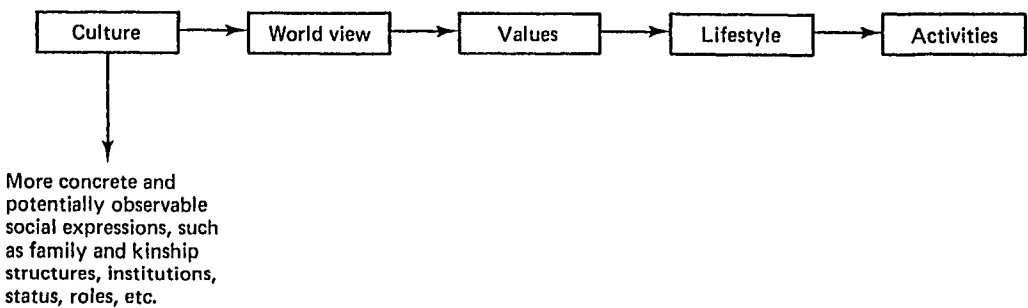 Culture World view Values Lifestyle Activities
More concrete and
potentially observable
social expressions, such
as family and kinship
structures, institutions,
status, roles, etc.